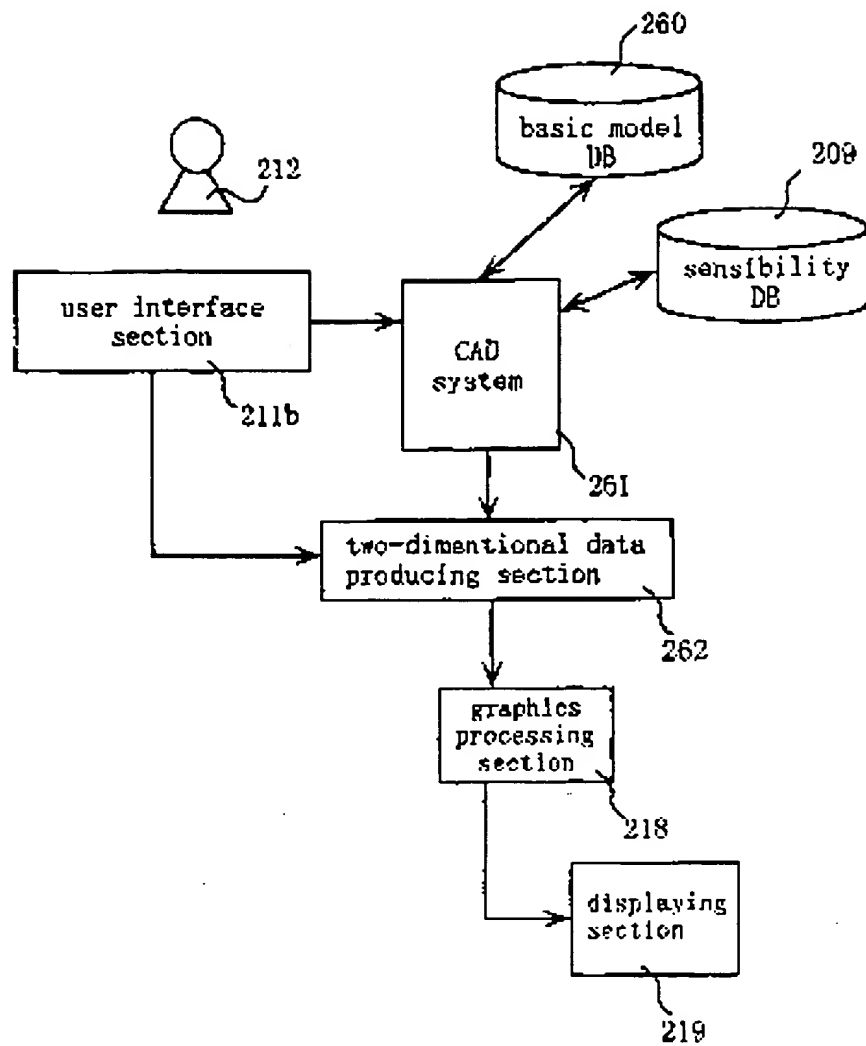 260
basic model
DB
212
209
sensibility
DB
user interface
section
211b
CAD
system
261
two-dimentional data
producing section
262
graphics
processing
section
218
displaying
section
219